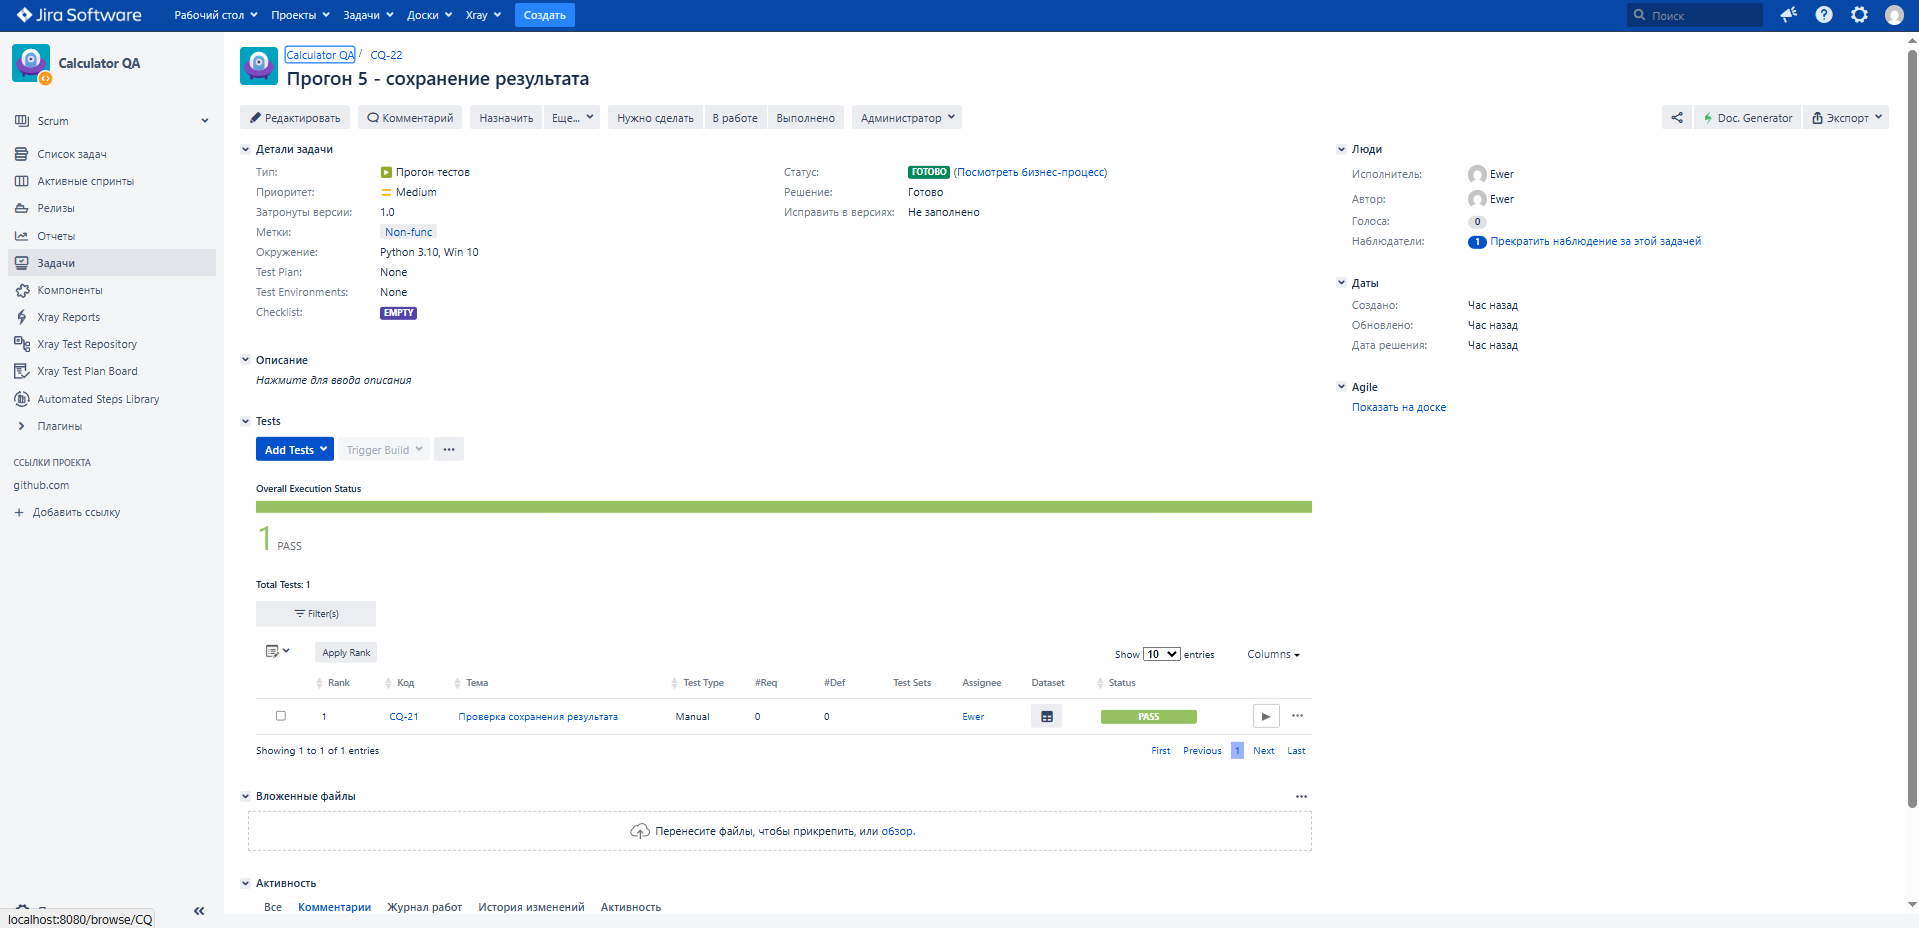 Jira Software Рабочий стол Проекты Задачи Доски Xray Создать Поиск
Calculator QA
Scrum
Список задач
Активные спринты
Релизы
Отчеты
Задачи
Компоненты
Xray Reports
Xray Test Repository
Xray Test Plan Board
Automated Steps Library
Плагины
ССЫЛКИ ПРОЕКТА
github.com
+ Добавить ссылку
localhost:8080/browse/CQ
Calculator QA / CQ-22
Прогон 5 - сохранение результата
Редактировать Комментарий Назначить Еще... Нужно сделать В работе Выполнено Администратор Doc. Generator Экспорт
Детали задачи
Тип: Прогон тестов
Приоритет: Medium
Затронуты версии: 1.0
Метки: Non-func
Окружение: Python 3.10, Win 10
Test Plan: None
Test Environments: None
Checklist: EMPTY
Статус: ГОТОВО (Посмотреть бизнес-процесс)
Решение: Готово
Исправить в версиях: Не заполнено
Описание
Нажмите для ввода описания
Tests
Add Tests Trigger Build ...
Overall Execution Status
1 PASS
Total Tests: 1
Filter(s)
Apply Rank Show 10 entries Columns
Rank Код Тема Test Type #Req #Def Test Sets Assignee Dataset Status
1 CQ-21 Проверка сохранения результата Manual 0 0 Ewer PASS ...
Showing 1 to 1 of 1 entries First Previous 1 Next Last
Вложенные файлы ...
Перенесите файлы, чтобы прикрепить, или обзор.
Активность
Все Комментарии Журнал работ История изменений Активность
Люди
Исполнитель: Ewer
Автор: Ewer
Голоса: 0
Наблюдатели: 1 Прекратить наблюдение за этой задачей
Даты
Создано: Час назад
Обновлено: Час назад
Дата решения: Час назад
Agile
Показать на доске